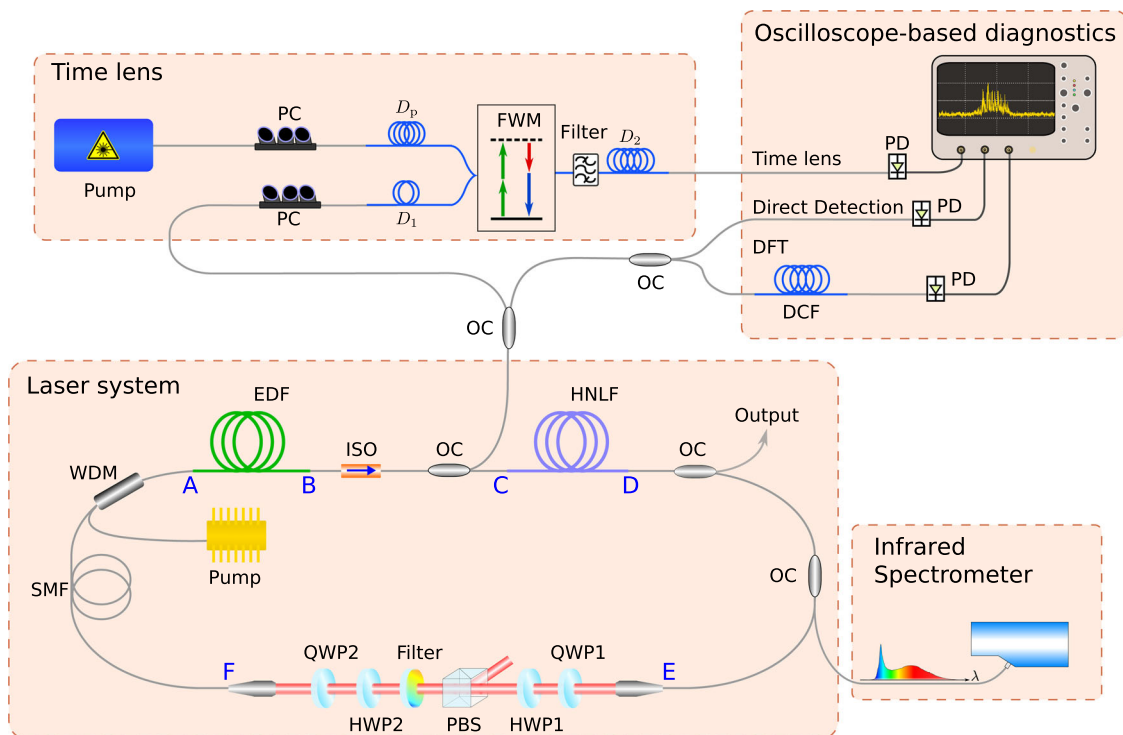 Oscilloscope-based diagnostics
Time lens
PC
Dp
FWM
Filter
D2
Pump
PC
D1
Time lens
PD
Direct Detection
PD
DFT
PD
OC
DCF
OC
Laser system
EDF
HNLF
Output
WDM
ISO
OC
OC
A
B
C
D
Pump
SMF
OC
Infrared
Spectrometer
F
QWP2
Filter
QWP1
E
HWP2
PBS
HWP1
λ